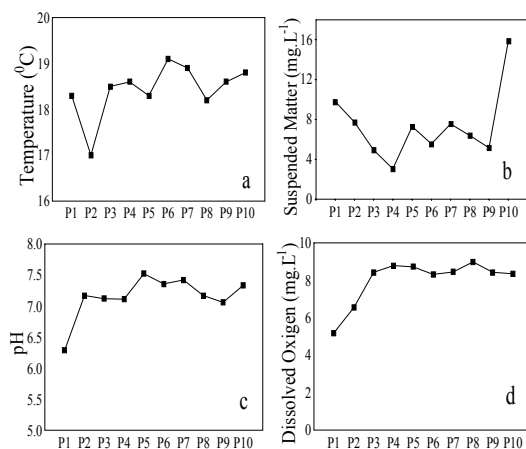 Temperature (⁰C)
20
19
18
17
16
P1 P2 P3 P4 P5 P6 P7 P8 P9 P10
a
Suspended Matter (mg.L⁻¹)
16
12
8
4
0
P1 P2 P3 P4 P5 P6 P7 P8 P9 P10
b
pH
8.0
7.5
7.0
6.5
6.0
5.5
5.0
P1 P2 P3 P4 P5 P6 P7 P8 P9 P10
c
Dissolved Oxigen (mg.L¹)
10
8
6
4
2
0
P1 P2 P3 P4 P5 P6 P7 P8 P9 P10
d